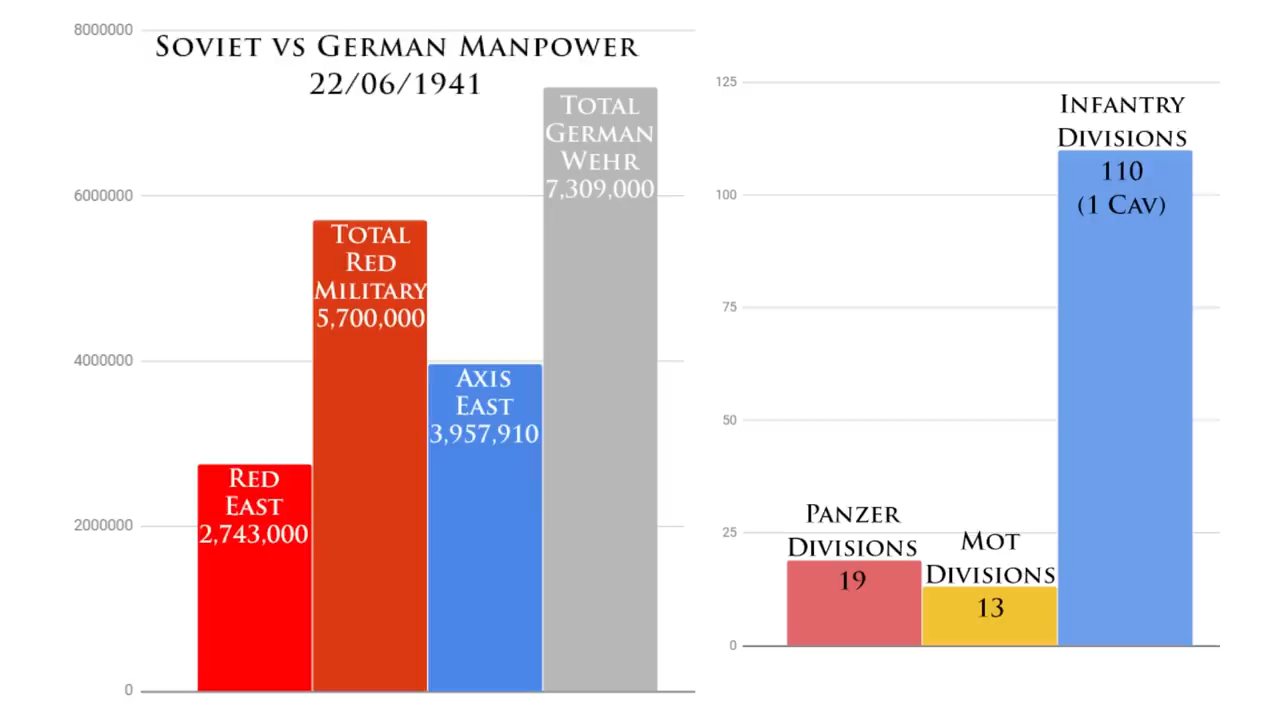 8000000
SOVIET VS GERMAN MANPOWER
22/06/1941
6000000
4000000
2000000
0
RED
EAST
2,743,000
TOTAL
RED
MILITARY
5,700,000
AXIS
EAST
3,957,910
TOTAL
GERMAN
WEHR
7,309,000
125
100
75
50
25
0
PANZER
DIVISIONS
19
MOT
DIVISIONS
13
INFANTRY
DIVISIONS
110
(1 CAV)